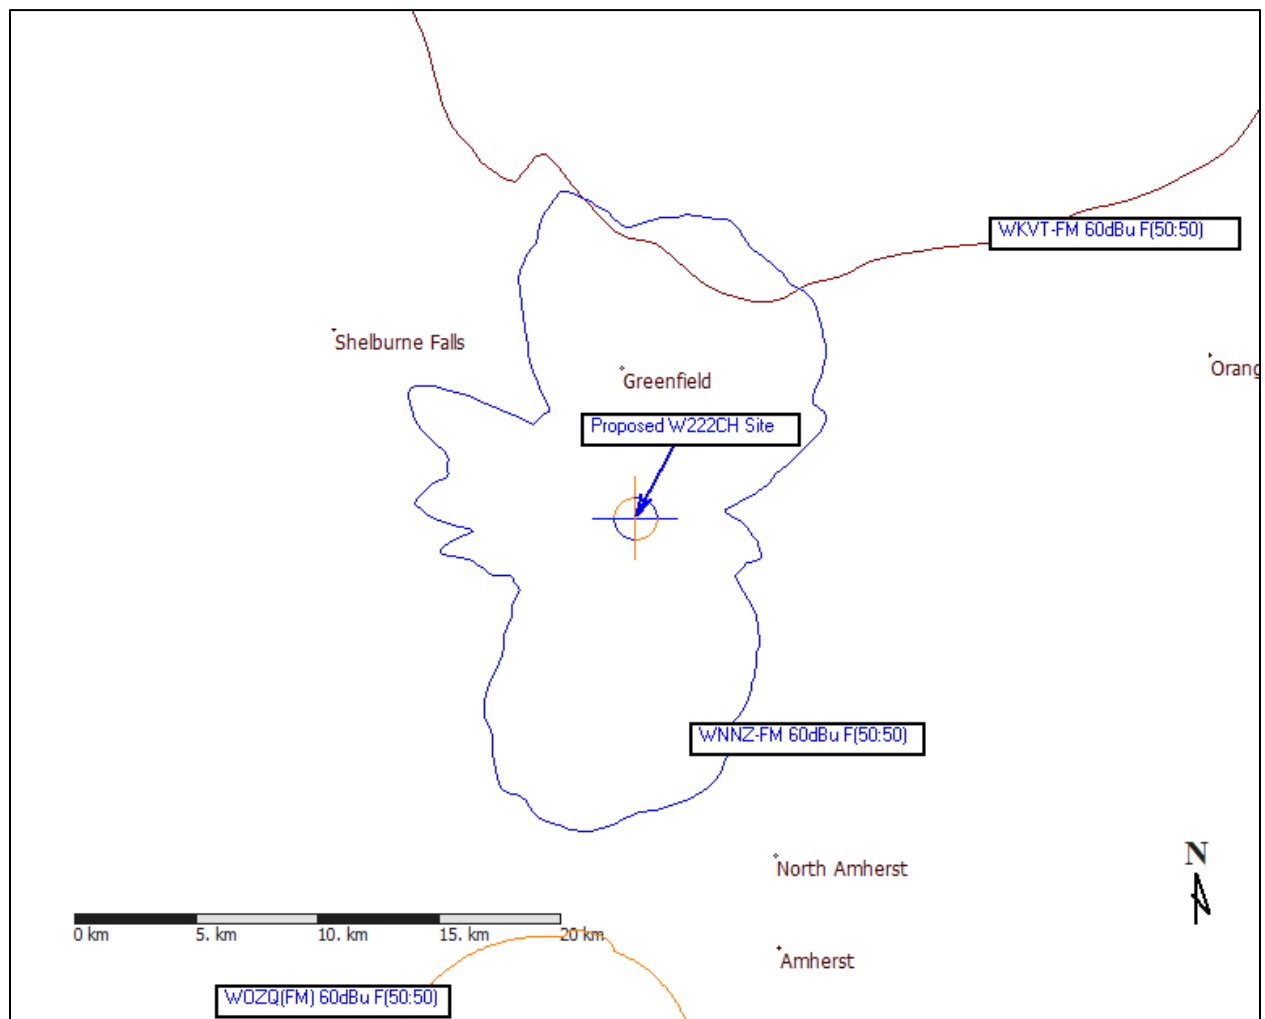 WKVT-FM 60dBu F(50:50)
Shelburne Falls
Orang
Greenfield
Proposed W222CH Site
WNNZ-FM 60dBu F(50:50)
N
North Amherst
0 km 5. km 10. km 15. km 20 km
Amherst
WOZQ(FM) 60dBu F(50:50)